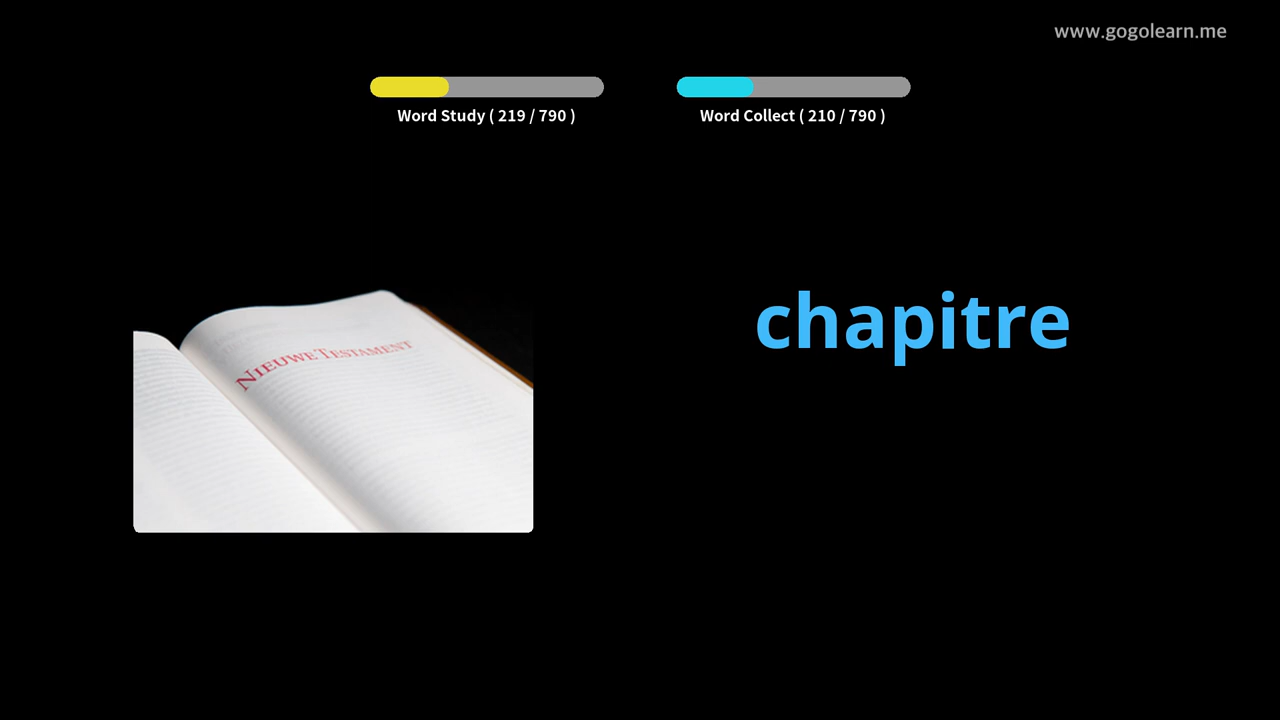 www.gogolearn.me
Word Study ( 219 / 790 )
Word Collect ( 210 / 790 )
chapitre
NIEUWE TESTAMENT